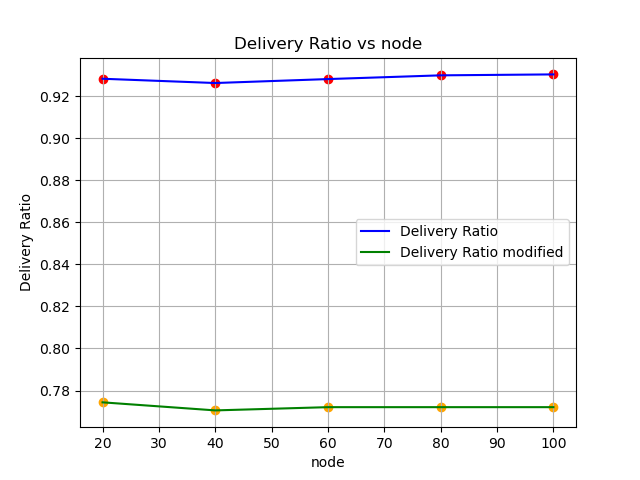 Delivery Ratio vs node
Delivery Ratio
0.92
0.90
0.88
0.86
0.84
0.82
0.80
0.78
Delivery Ratio
Delivery Ratio modified
20 30 40 50 60 70 80 90 100
node